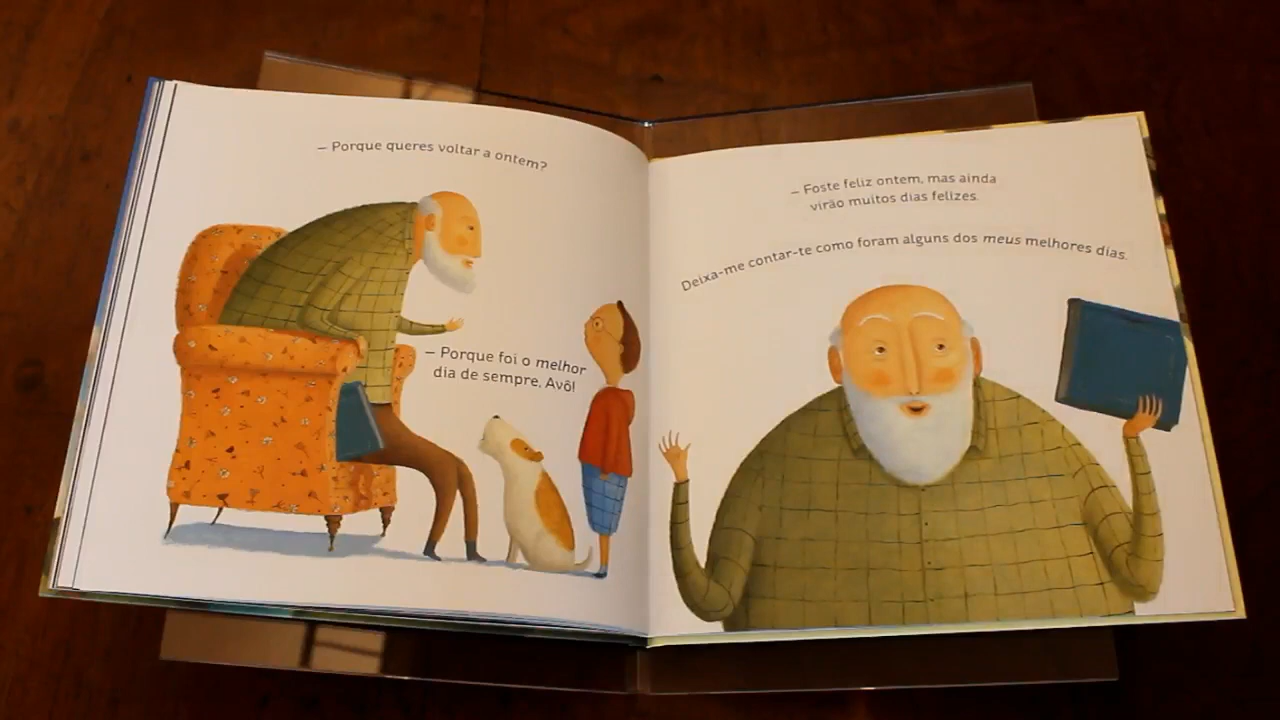 – Porque queres voltar a ontem?
– Porque foi o melhor
dia de sempre, Avô!
– Foste feliz ontem, mas ainda
virão muitos dias felizes.
Deixa-me contar-te como foram alguns dos meus melhores dias.